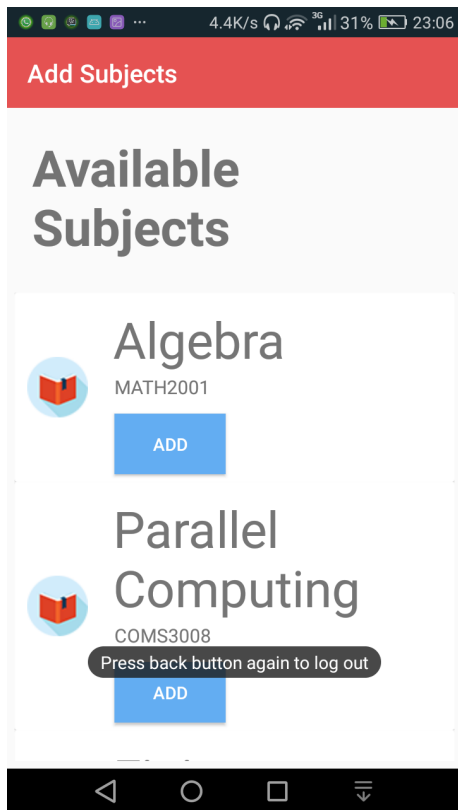 4.4K/s 3G 31% 23:06
Add Subjects
Available
Subjects
Algebra
MATH2001
ADD
Parallel
Computing
COMS3008
Press back button again to log out
ADD